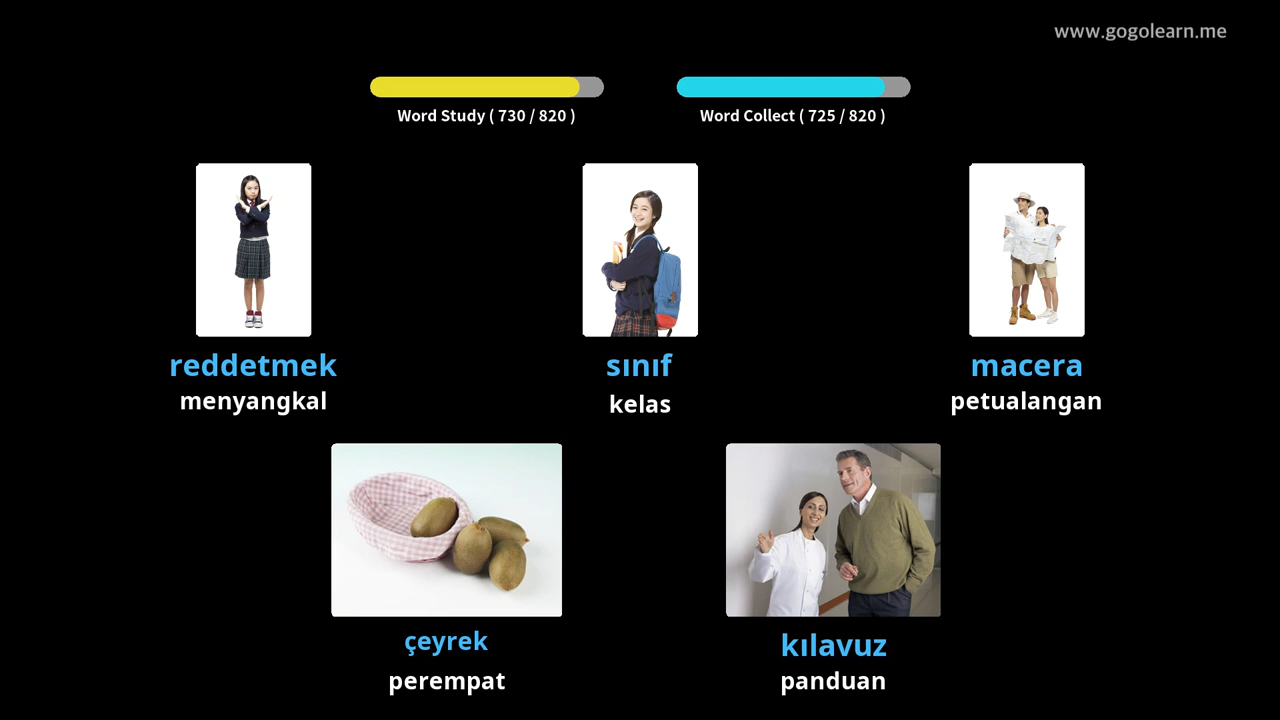 www.gogolearn.me
Word Study ( 730 / 820 )
Word Collect ( 725 / 820 )
reddetmek
menyangkal
sınıf
kelas
macera
petualangan
çeyrek
perempat
kılavuz
panduan